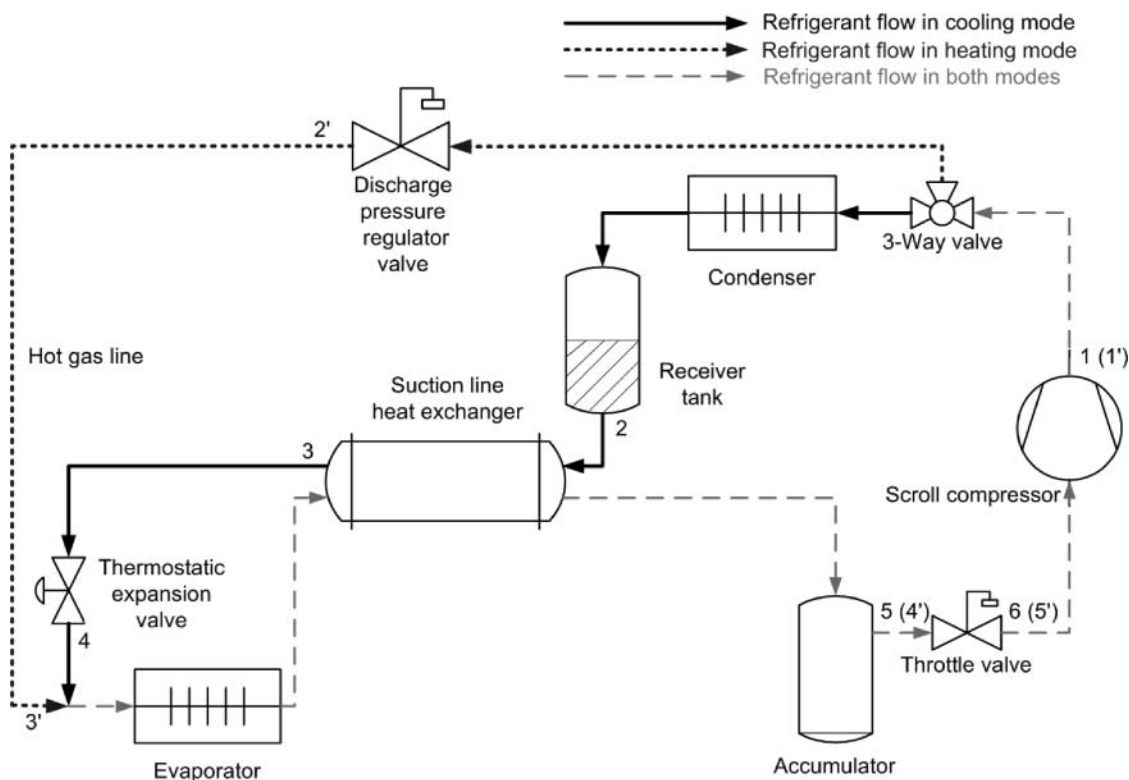 Refrigerant flow in cooling mode
Refrigerant flow in heating mode
Refrigerant flow in both modes
2'
Discharge
pressure
regulator
valve
3-Way valve
Condenser
Hot gas line
1 (1')
Receiver
tank
Suction line
heat exchanger
2
3
Scroll compressor
Thermostatic
expansion
valve
4
5 (4')
6 (5')
Throttle valve
3'
Evaporator
Accumulator